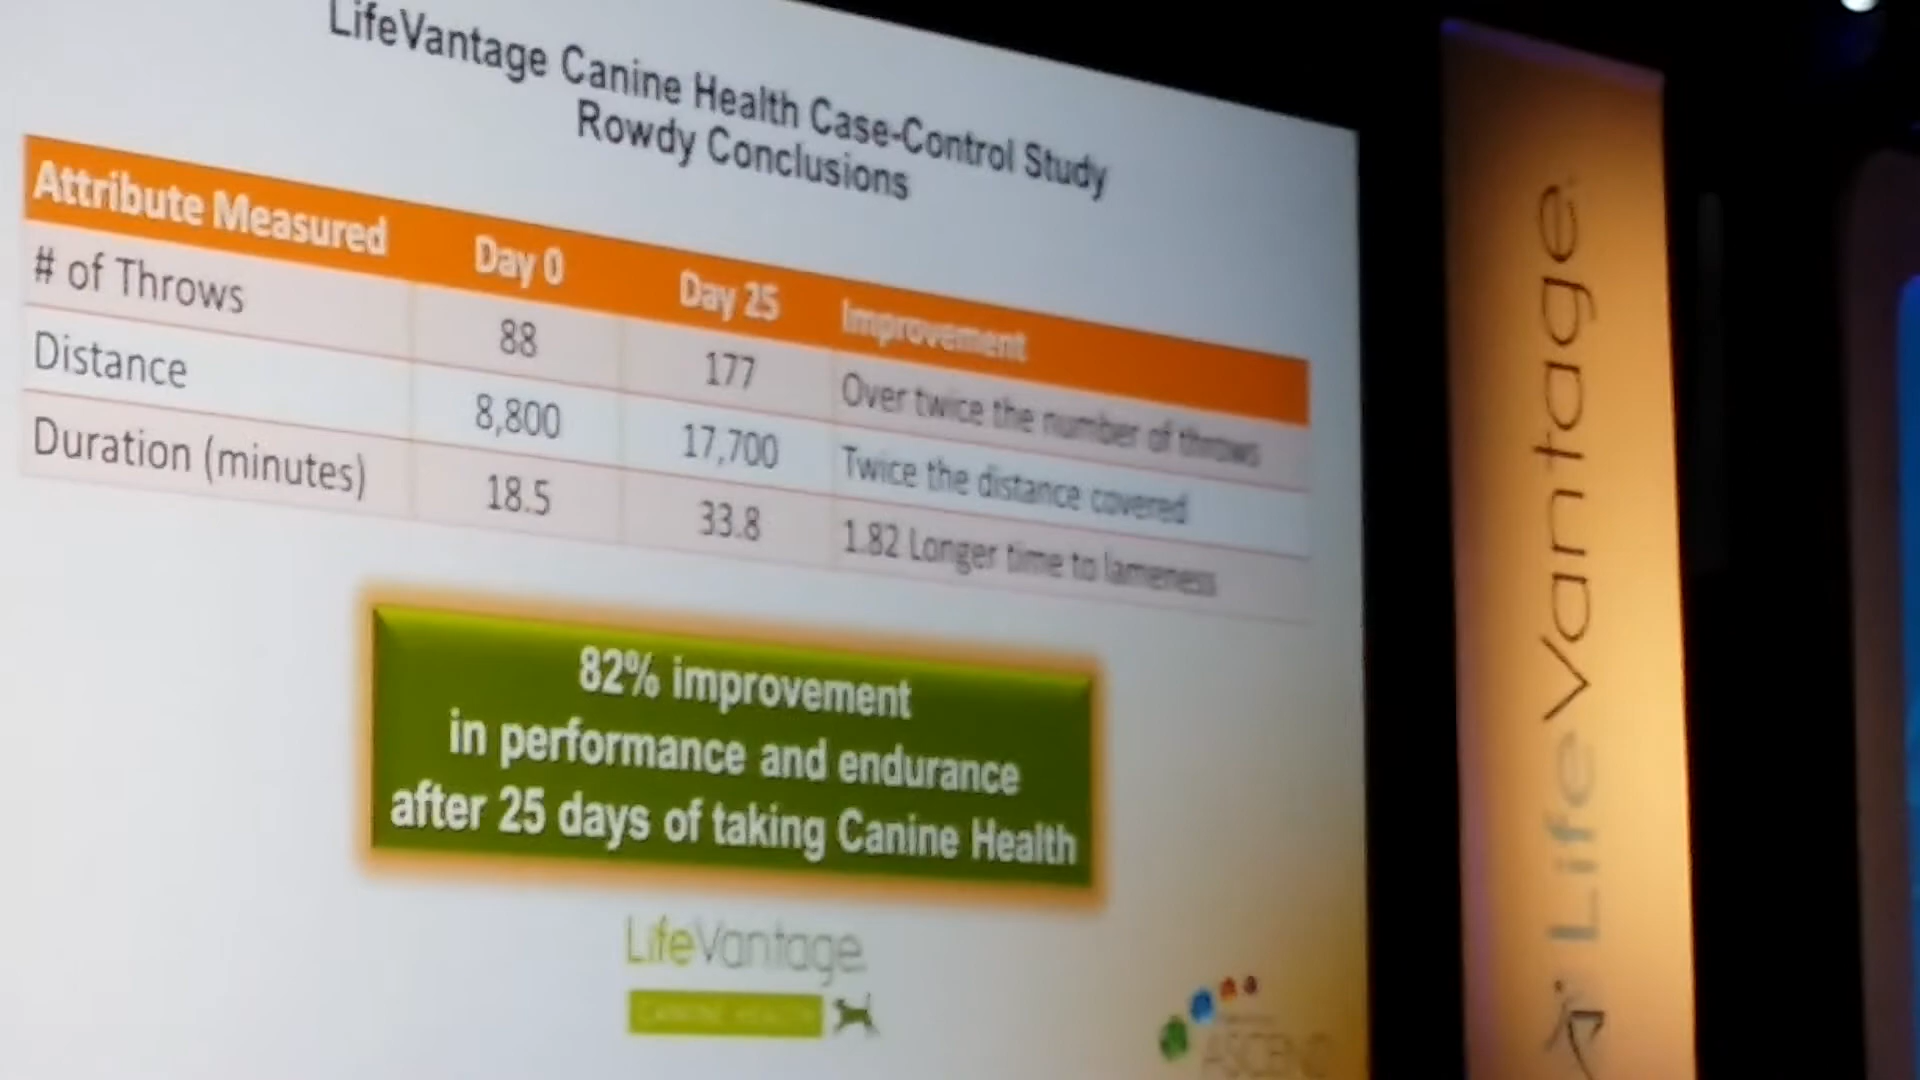 LifeVantage Canine Health Case-Control Study
Rowdy Conclusions
Attribute Measured Day 0 Day 25 Improvement
# of Throws 88 177 Over twice the number of throws
Distance 8,800 17,700 Twice the distance covered
Duration (minutes) 18.5 33.8 1.82 Longer time to lameness
82% improvement
in performance and endurance
after 25 days of taking Canine Health
LifeVantage
CANINE HEALTH
ASCEND
LifeVantage